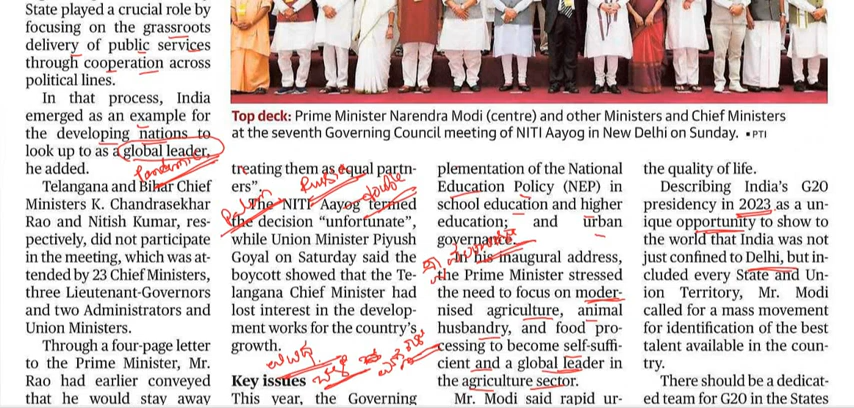 State played a crucial role by
focusing on the grassroots
delivery of public services
through cooperation across
political lines.
In that process, India
emerged as an example for
the developing nations to
look up to as a global leader,
he added.
Telangana and Bihar Chief
Ministers K. Chandrasekhar
Rao and Nitish Kumar, res-
pectively, did not participate
in the meeting, which was at-
tended by 23 Chief Ministers,
three Lieutenant-Governors
and two Administrators and
Union Ministers.
Through a four-page letter
to the Prime Minister, Mr.
Rao had earlier conveyed
that he would stay away
Top deck: Prime Minister Narendra Modi (centre) and other Ministers and Chief Ministers
at the seventh Governing Council meeting of NITI Aayog in New Delhi on Sunday. ▪PTI
treating them as equal partn-
ers”.
The NITI Aayog termed
the decision “unfortunate”,
while Union Minister Piyush
Goyal on Saturday said the
boycott showed that the Te-
langana Chief Minister had
lost interest in the develop-
ment works for the country’s
growth.
Key issues
This year, the Governing
plementation of the National
Education Policy (NEP) in
school education and higher
education; and urban
governance.
In his inaugural address,
the Prime Minister stressed
the need to focus on moder-
nised agriculture, animal
husbandry, and food pro-
cessing to become self-suffi-
cient and a global leader in
the agriculture sector.
Mr. Modi said rapid ur-
the quality of life.
Describing India’s G20
presidency in 2023 as a un-
ique opportunity to show to
the world that India was not
just confined to Delhi, but in-
cluded every State and Un-
ion Territory, Mr. Modi
called for a mass movement
for identification of the best
talent available in the coun-
try.
There should be a dedicat-
ed team for G20 in the States